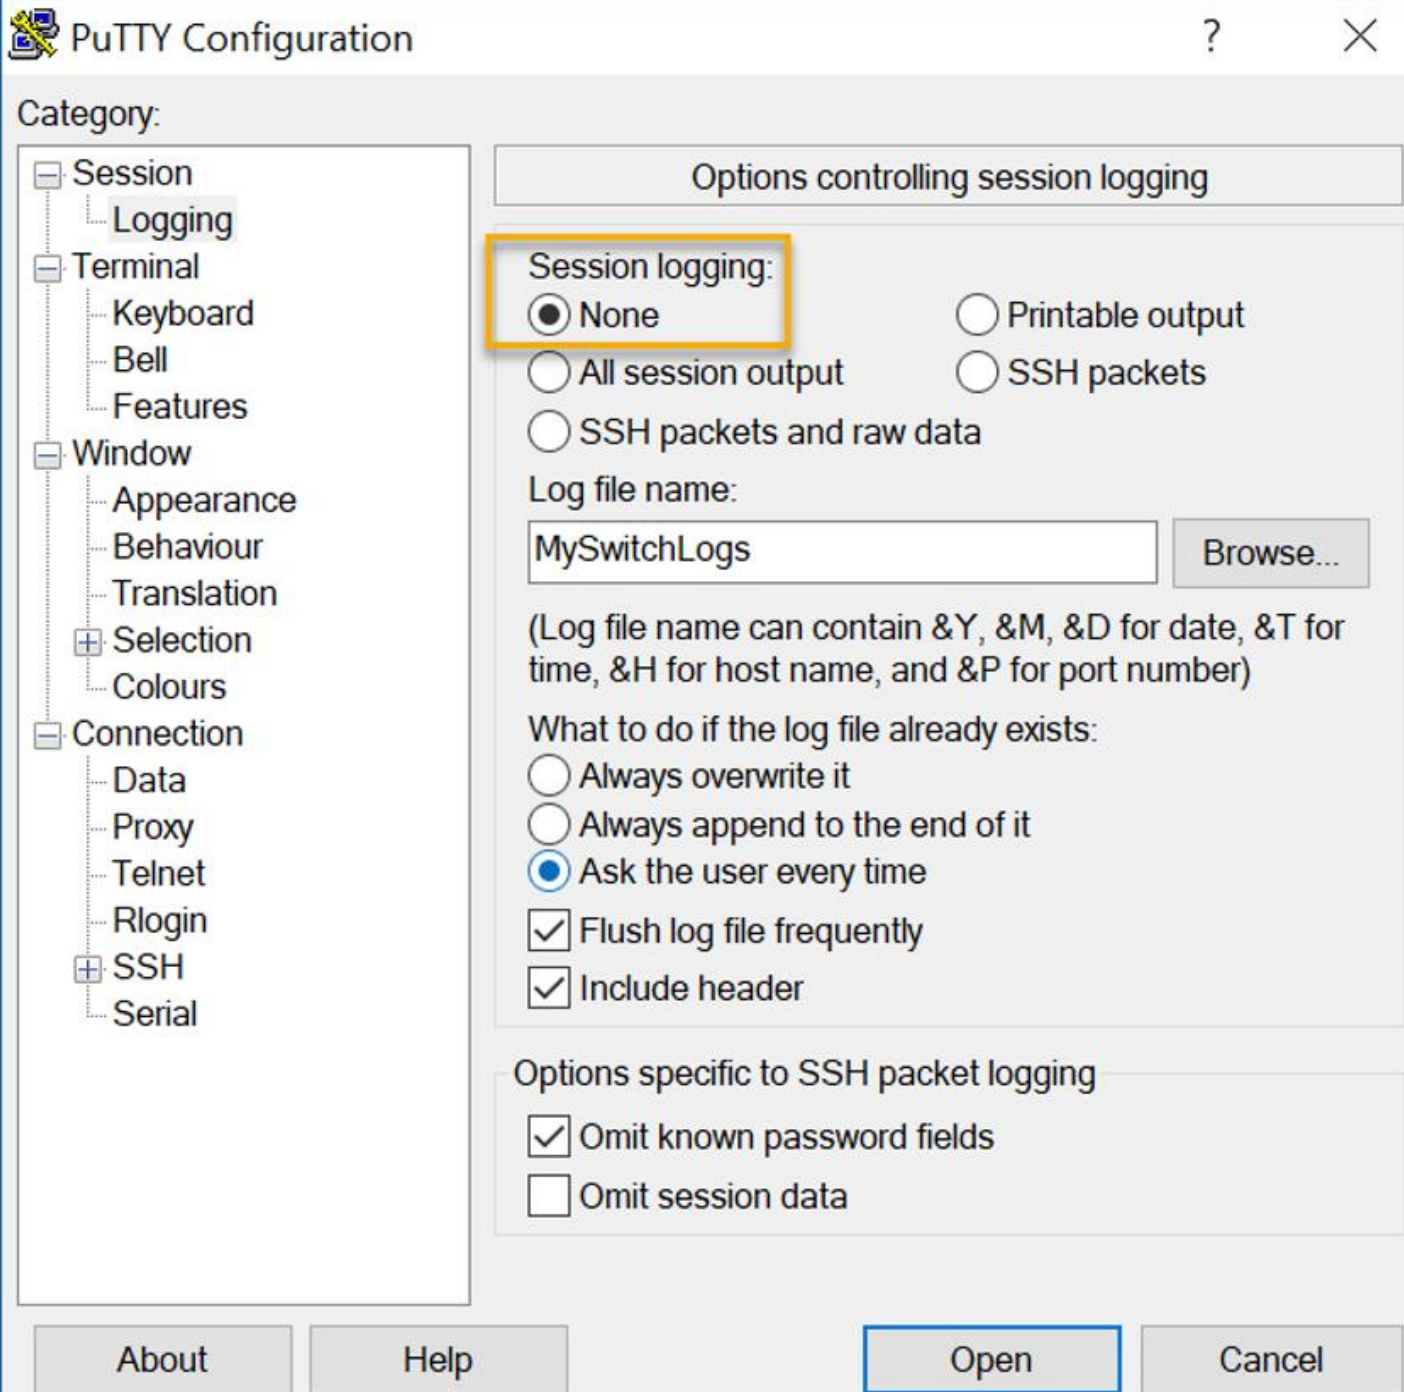 PuTTY Configuration
?
Category:
Session
Logging
Terminal
Keyboard
Bell
Features
Window
Appearance
Behaviour
Translation
Selection
Colours
Connection
Data
Proxy
Telnet
Rlogin
SSH
Serial
Options controlling session logging
Session logging:
None
Printable output
All session output
SSH packets
SSH packets and raw data
Log file name:
MySwitchLogs
Browse...
(Log file name can contain &Y, &M, &D for date, &T for
time, &H for host name, and &P for port number)
What to do if the log file already exists:
Always overwrite it
Always append to the end of it
Ask the user every time
Flush log file frequently
Include header
Options specific to SSH packet logging
Omit known password fields
Omit session data
About
Help
Open
Cancel